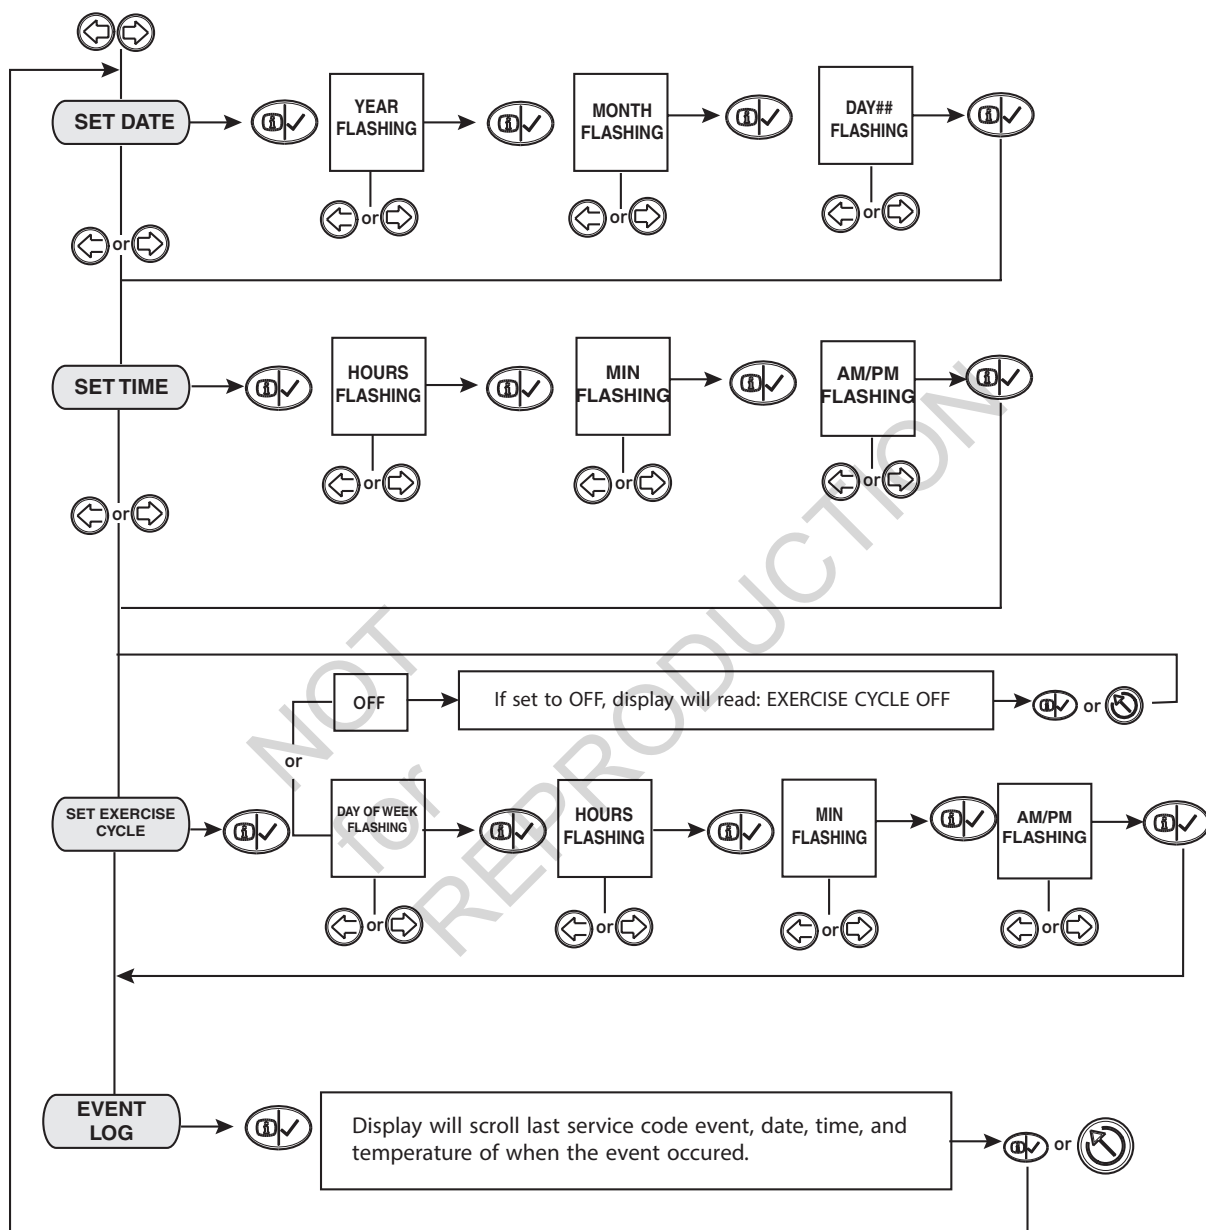 SET DATE
YEAR
FLASHING
MONTH
FLASHING
DAY##
FLASHING
or
or
or
or
SET TIME
HOURS
FLASHING
MIN
FLASHING
AM/PM
FLASHING
or
or
or
or
OFF
If set to OFF, display will read: EXERCISE CYCLE OFF
or
or
SET EXERCISE
CYCLE
DAY OF WEEK
FLASHING
HOURS
FLASHING
MIN
FLASHING
AM/PM
FLASHING
or
or
or
or
EVENT
LOG
Display will scroll last service code event, date, time, and
temperature of when the event occured.
or
NOT
for
REPRODUCTION